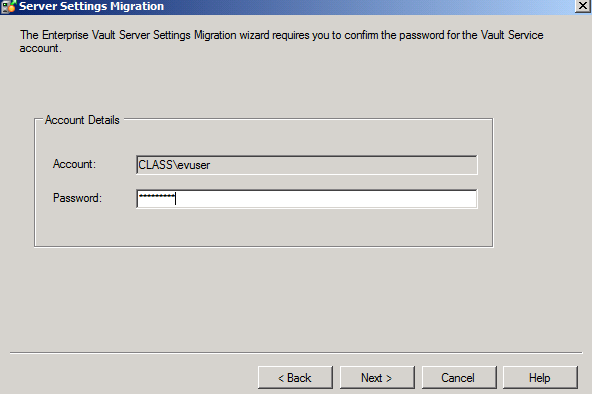 Server Settings Migration
The Enterprise Vault Server Settings Migration wizard requires you to confirm the password for the Vault Service
account.
Account Details
Account: CLASS\evuser
Password: *********
< Back Next > Cancel Help